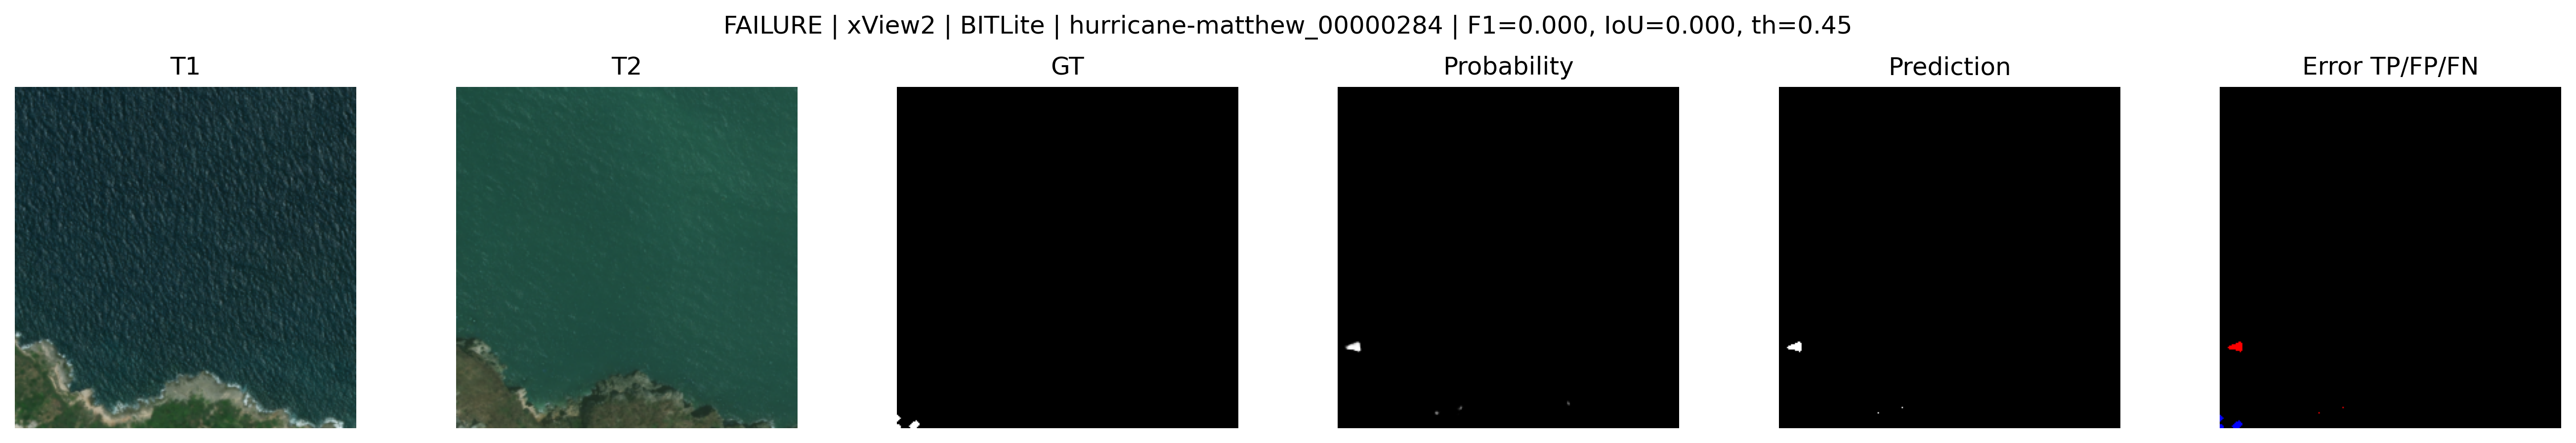 FAILURE | xView2 | BITLite | hurricane-matthew_00000284 | F1=0.000, IoU=0.000, th=0.45
T1
T2
GT
Probability
Prediction
Error TP/FP/FN